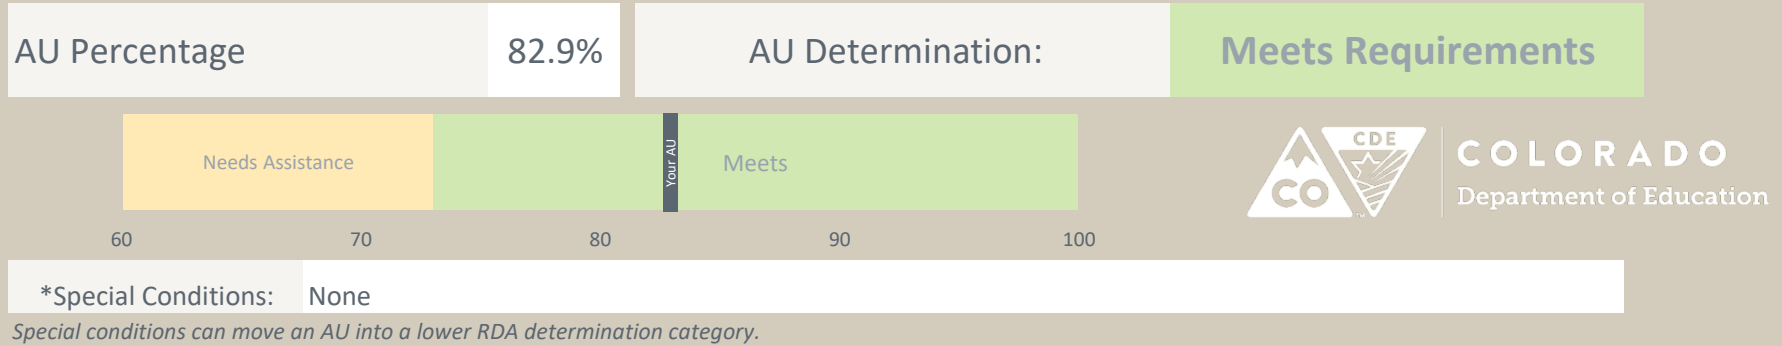 AU Percentage 82.9% AU Determination: Meets Requirements
Needs Assistance Your AU Meets
60 70 80 90 100
CDE
CO
TM
COLORADO
Department of Education
*Special Conditions: None
Special conditions can move an AU into a lower RDA determination category.